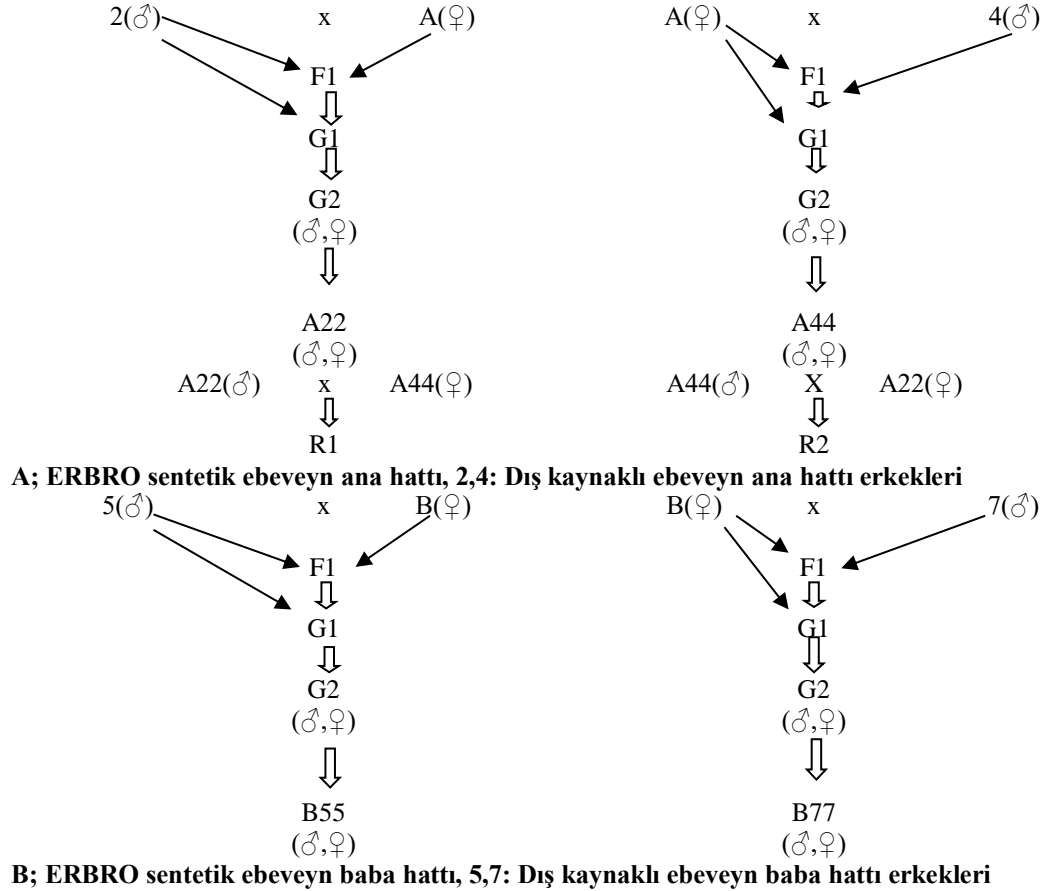 2(♂) x A(♀) A(♀) x 4(♂)
F1 F1
G1 G1
G2 G2
(♂,♀) (♂,♀)
A22 A44
(♂,♀) (♂,♀)
A22(♂) x A44(♀) A44(♂) X A22(♀)
R1 R2
A; ERBRO sentetik ebeveyn ana hattı, 2,4: Dış kaynaklı ebeveyn ana hattı erkekleri
5(♂) x B(♀) B(♀) x 7(♂)
F1 F1
G1 G1
G2 G2
(♂,♀) (♂,♀)
B55 B77
(♂,♀) (♂,♀)
B; ERBRO sentetik ebeveyn baba hattı, 5,7: Dış kaynaklı ebeveyn baba hattı erkekleri